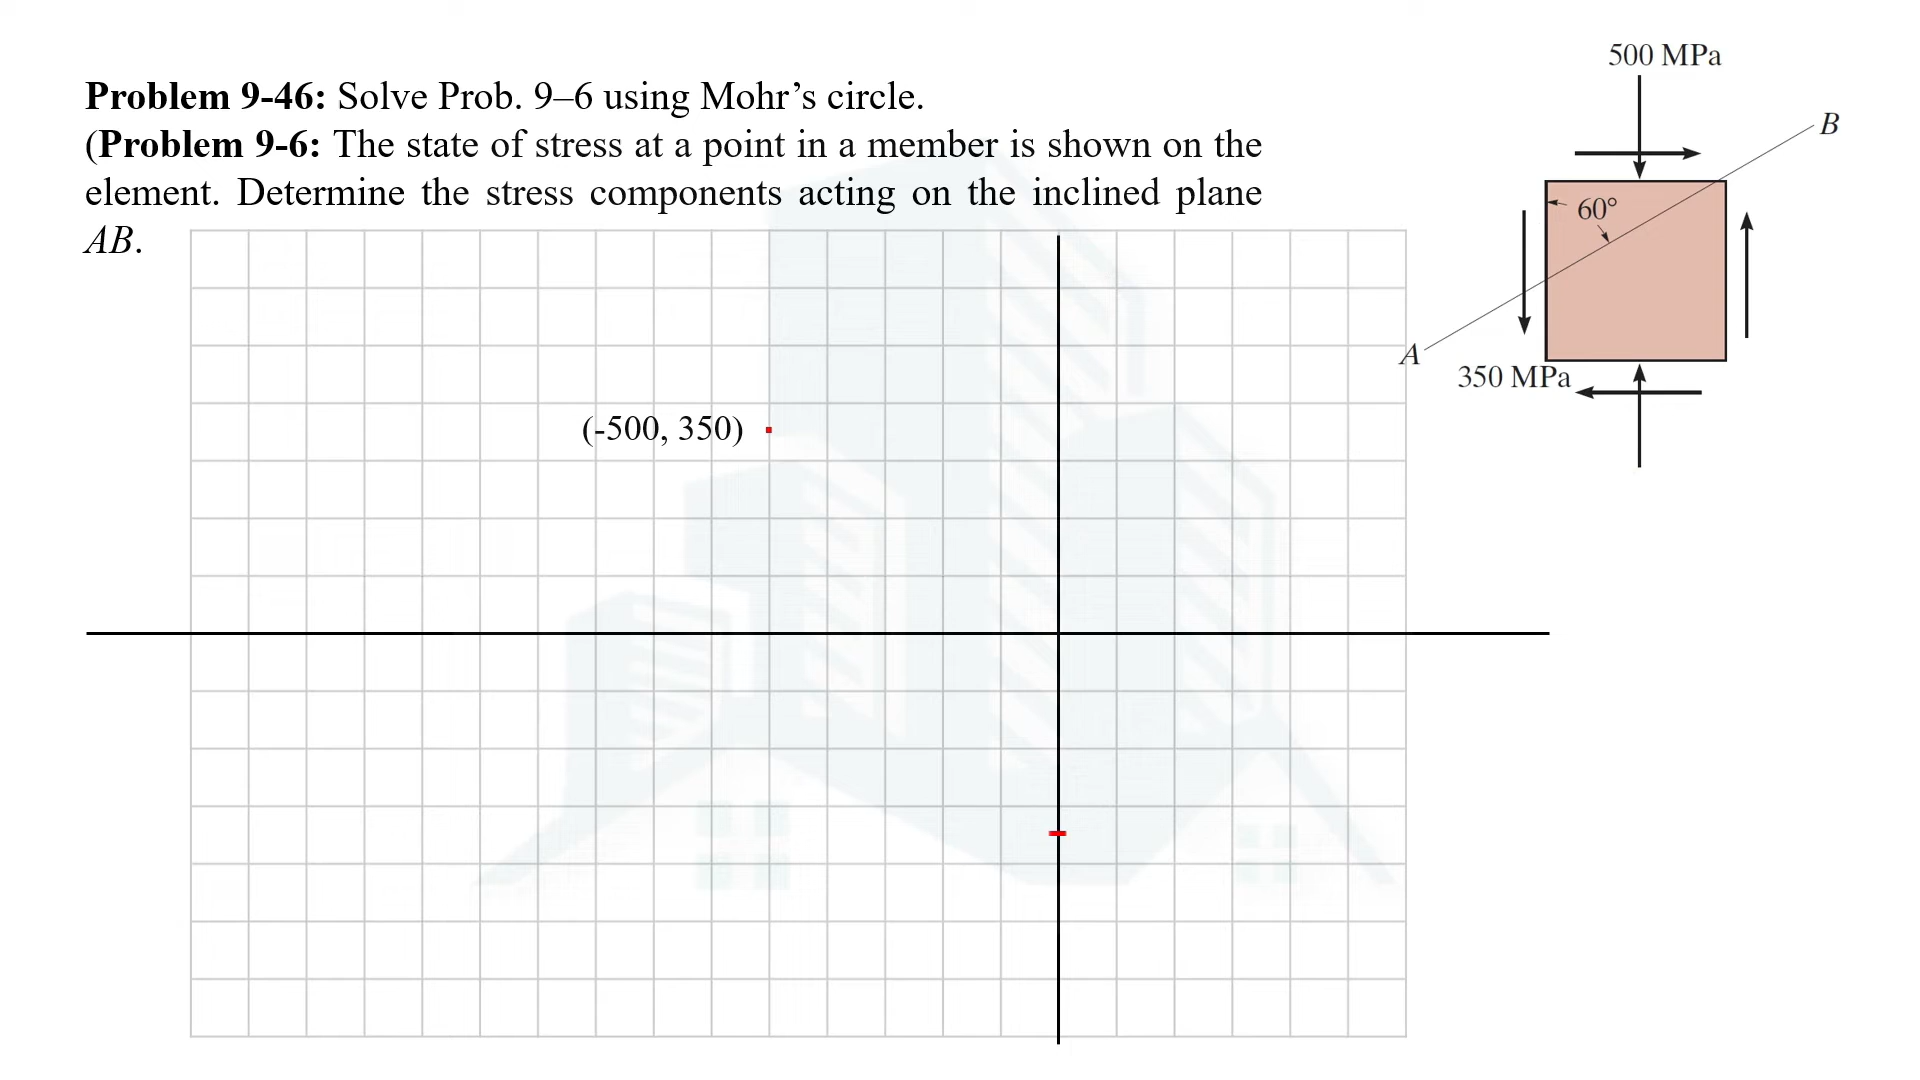 Problem 9-46: Solve Prob. 9–6 using Mohr’s circle.
(Problem 9-6: The state of stress at a point in a member is shown on the
element. Determine the stress components acting on the inclined plane
AB.
500 MPa
B
60°
A
350 MPa
(-500, 350)